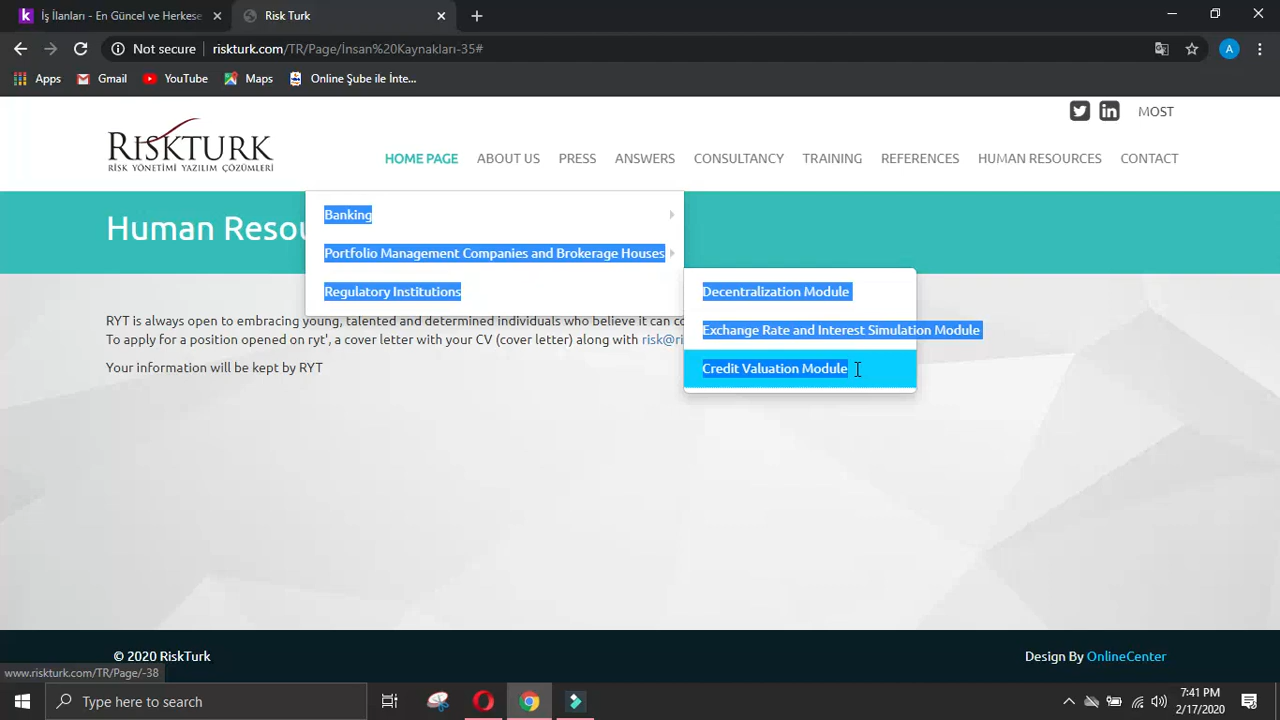 İş İlanları - En Güncel ve Herkese
Risk Turk
Not secure
riskturk.com/TR/Page/İnsan%20Kaynakları-35#
A
Apps
Gmail
YouTube
Maps
Online Şube ile İnte...
MOST
RISKTURK
RİSK YÖNETİMİ YAZILIM ÇÖZÜMLERİ
HOME PAGE
ABOUT US
PRESS
ANSWERS
CONSULTANCY
TRAINING
REFERENCES
HUMAN RESOURCES
CONTACT
Human Resou
Banking
Portfolio Management Companies and Brokerage Houses
Regulatory Institutions
Decentralization Module
Exchange Rate and Interest Simulation Module
Credit Valuation Module
RYT is always open to embracing young, talented and determined individuals who believe it can co
To apply for a position opened on ryt', a cover letter with your CV (cover letter) along with risk@ri
Your information will be kept by RYT
© 2020 RiskTurk
Design By OnlineCenter
www.riskturk.com/TR/Page/-38
Type here to search
7:41 PM
2/17/2020